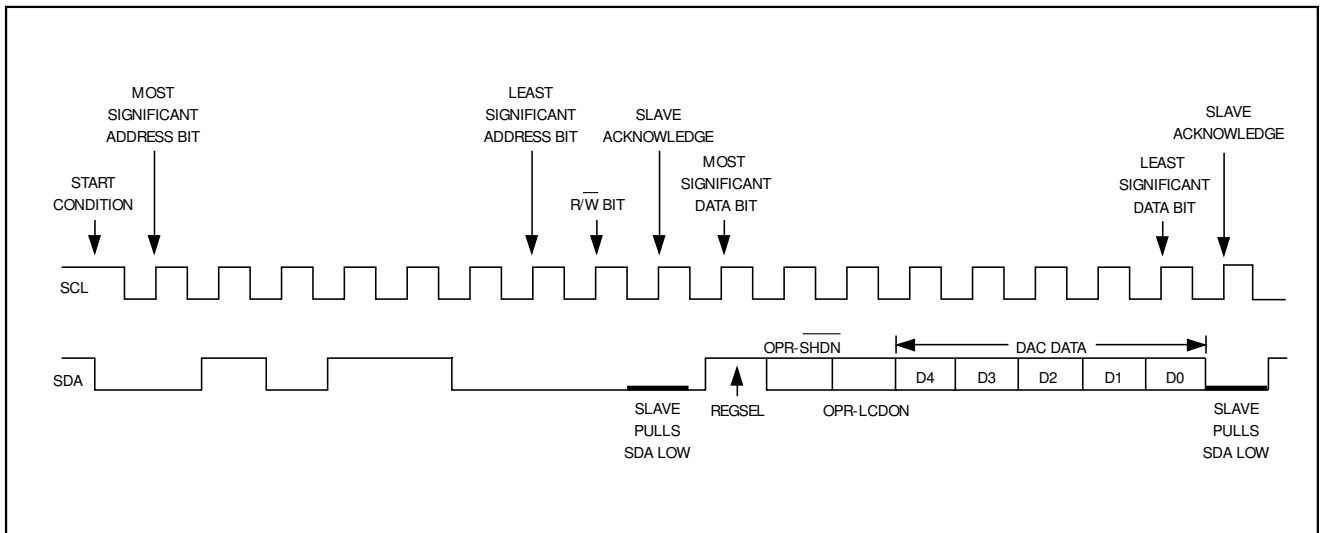 MOST
SIGNIFICANT
ADDRESS BIT
LEAST
SIGNIFICANT
ADDRESS BIT
SLAVE
ACKNOWLEDGE
SLAVE
ACKNOWLEDGE
START
CONDITION
R/W̅ BIT
MOST
SIGNIFICANT
DATA BIT
LEAST
SIGNIFICANT
DATA BIT
SCL
SDA
OPR-S̅H̅D̅N̅
DAC DATA
D4 D3 D2 D1 D0
SLAVE
PULLS
SDA LOW
REGSEL
OPR-LCDON
SLAVE
PULLS
SDA LOW